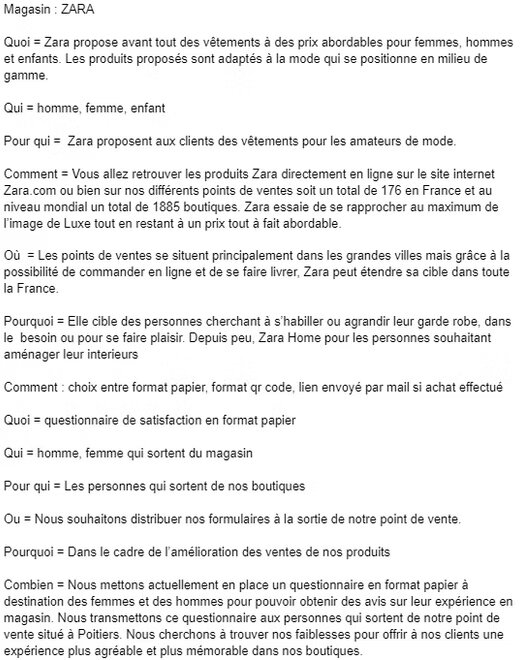 Magasin : ZARA
Quoi = Zara propose avant tout des vêtements à des prix abordables pour femmes, hommes
et enfants. Les produits proposés sont adaptés à la mode qui se positionne en milieu de
gamme.
Qui = homme, femme, enfant
Pour qui =  Zara proposent aux clients des vêtements pour les amateurs de mode.
Comment = Vous allez retrouver les produits Zara directement en ligne sur le site internet
Zara.com ou bien sur nos différents points de ventes soit un total de 176 en France et au
niveau mondial un total de 1885 boutiques. Zara essaie de se rapprocher au maximum de
l’image de Luxe tout en restant à un prix tout à fait abordable.
Où  = Les points de ventes se situent principalement dans les grandes villes mais grâce à la
possibilité de commander en ligne et de se faire livrer, Zara peut étendre sa cible dans toute
la France.
Pourquoi = Elle cible des personnes cherchant à s’habiller ou agrandir leur garde robe, dans
le  besoin ou pour se faire plaisir. Depuis peu, Zara Home pour les personnes souhaitant
aménager leur interieurs
Comment : choix entre format papier, format qr code, lien envoyé par mail si achat effectué
Quoi = questionnaire de satisfaction en format papier
Qui = homme, femme qui sortent du magasin
Pour qui = Les personnes qui sortent de nos boutiques
Ou = Nous souhaitons distribuer nos formulaires à la sortie de notre point de vente.
Pourquoi = Dans le cadre de l’amélioration des ventes de nos produits
Combien = Nous mettons actuellement en place un questionnaire en format papier à
destination des femmes et des hommes pour pouvoir obtenir des avis sur leur expérience en
magasin. Nous transmettons ce questionnaire aux personnes qui sortent de notre point de
vente situé à Poitiers. Nous cherchons à trouver nos faiblesses pour offrir à nos clients une
expérience plus agréable et plus mémorable dans nos boutiques.